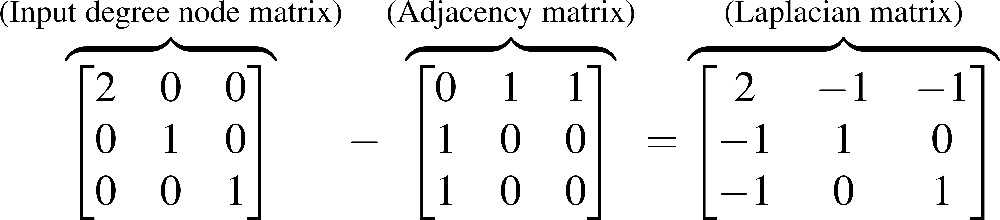 (Input degree node matrix) (Adjacency matrix) (Laplacian matrix)
2 0 0 0 1 1 2 −1 −1
0 1 0 − 1 0 0 = −1 1 0
0 0 1 1 0 0 −1 0 1